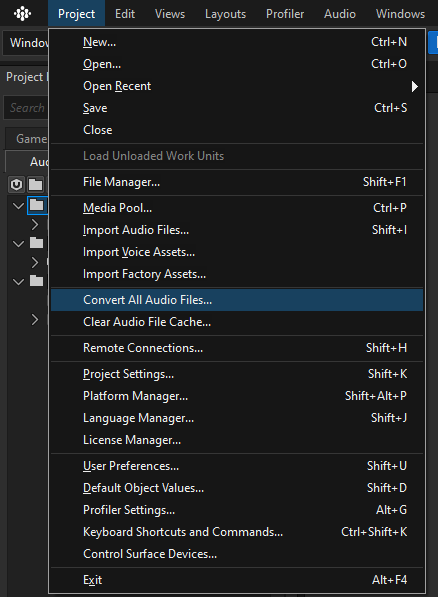 Project Edit Views Layouts Profiler Audio Windows
Window
Project
Search
Game
Au
New... Ctrl+N
Open... Ctrl+O
Open Recent
Save Ctrl+S
Close
Load Unloaded Work Units
File Manager... Shift+F1
Media Pool... Ctrl+P
Import Audio Files... Shift+I
Import Voice Assets...
Import Factory Assets...
Convert All Audio Files...
Clear Audio File Cache...
Remote Connections... Shift+H
Project Settings... Shift+K
Platform Manager... Shift+Alt+P
Language Manager... Shift+J
License Manager...
User Preferences... Shift+U
Default Object Values... Shift+D
Profiler Settings... Alt+G
Keyboard Shortcuts and Commands... Ctrl+Shift+K
Control Surface Devices...
Exit Alt+F4